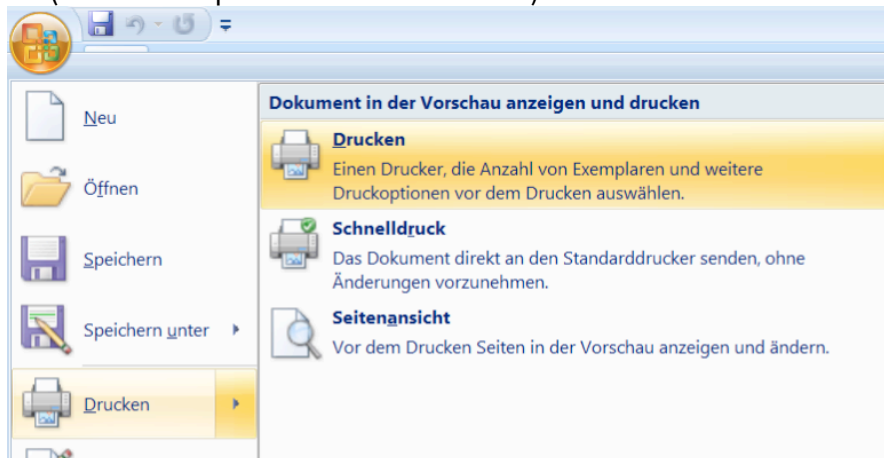 Neu
Öffnen
Speichern
Speichern unter
Drucken
Dokument in der Vorschau anzeigen und drucken
Drucken
Einen Drucker, die Anzahl von Exemplaren und weitere
Druckoptionen vor dem Drucken auswählen.
Schnelldruck
Das Dokument direkt an den Standarddrucker senden, ohne
Änderungen vorzunehmen.
Seitenansicht
Vor dem Drucken Seiten in der Vorschau anzeigen und ändern.